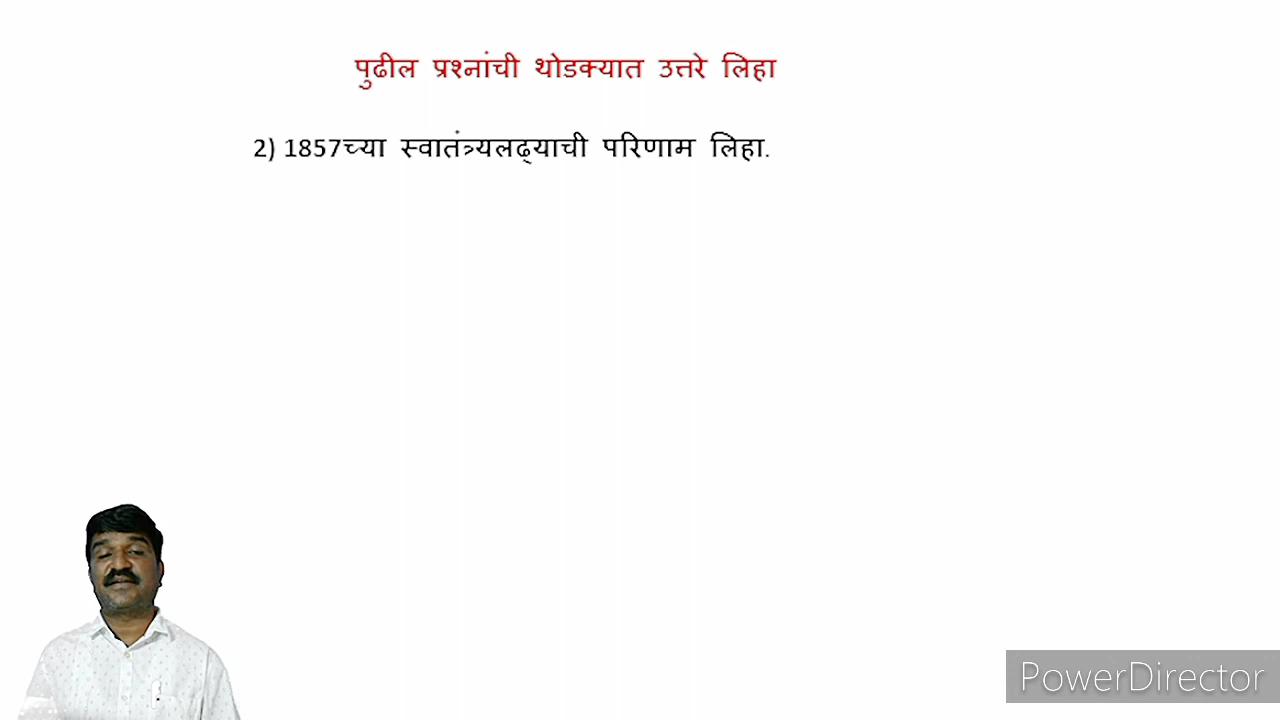 पुढील प्रश्नांची थोडक्यात उत्तरे लिहा
2) 1857च्या स्वातंत्र्यलढ्याची परिणाम लिहा.
PowerDirector